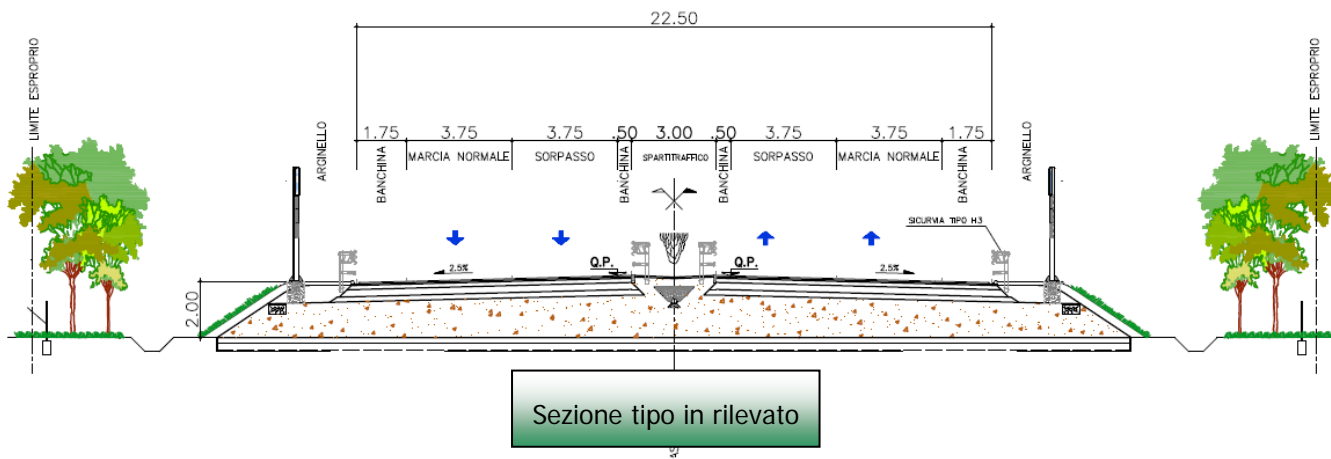 22.50
LIMITE ESPROPRIO
ARGINELLO
1.75 3.75 3.75 .50 3.00 .50 3.75 3.75 1.75
BANCHINA
MARCIA NORMALE
SORPASSO
BANCHINA
SPARTITRAFFICO
BANCHINA
SORPASSO
MARCIA NORMALE
BANCHINA
ARGINELLO
LIMITE ESPROPRIO
SICURVIA TIPO H3
2.5%
Q.P.
Q.P.
2.5%
2.00
Sezione tipo in rilevato